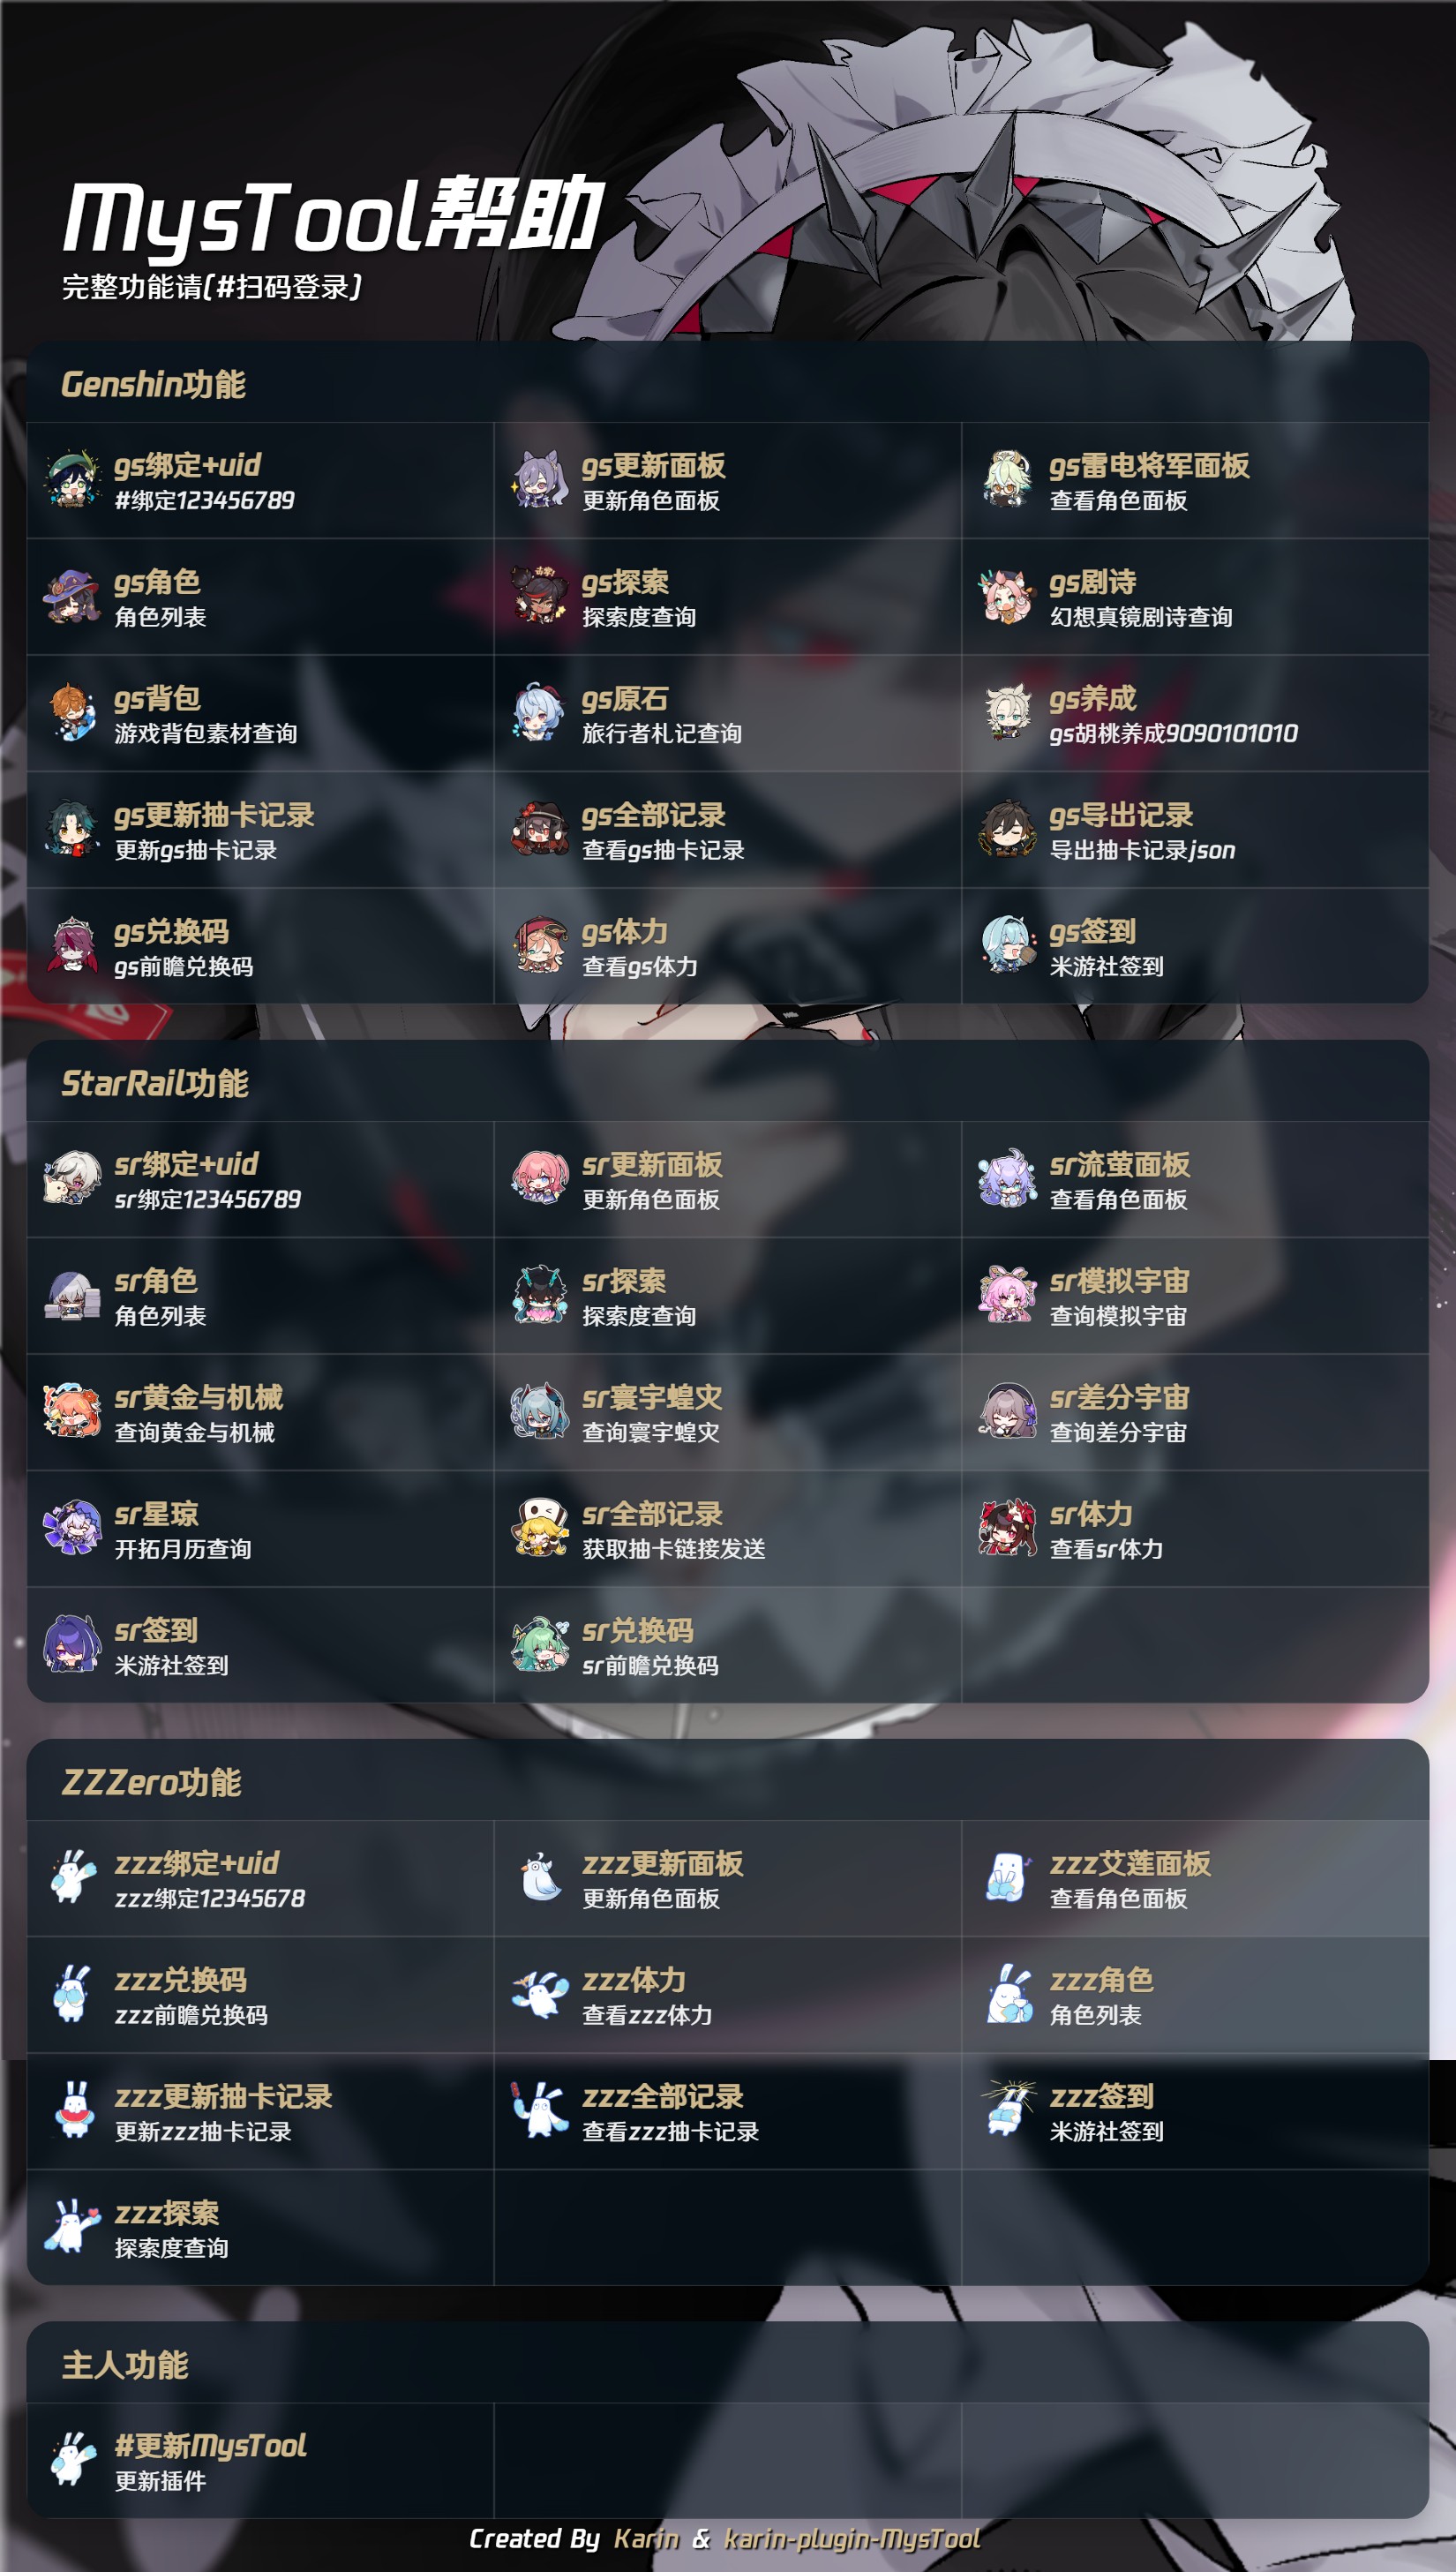 MysTool帮助
完整功能请[#扫码登录]
Genshin功能
gs绑定+uid
#绑定123456789
gs更新面板
更新角色面板
gs雷电将军面板
查看角色面板
gs角色
角色列表
gs探索
探索度查询
gs剧诗
幻想真镜剧诗查询
gs背包
游戏背包素材查询
gs原石
旅行者札记查询
gs养成
gs胡桃养成9090101010
gs更新抽卡记录
更新gs抽卡记录
gs全部记录
查看gs抽卡记录
gs导出记录
导出抽卡记录json
gs兑换码
gs前瞻兑换码
gs体力
查看gs体力
gs签到
米游社签到
StarRail功能
sr绑定+uid
sr绑定123456789
sr更新面板
更新角色面板
sr流萤面板
查看角色面板
sr角色
角色列表
sr探索
探索度查询
sr模拟宇宙
查询模拟宇宙
sr黄金与机械
查询黄金与机械
sr寰宇蝗灾
查询寰宇蝗灾
sr差分宇宙
查询差分宇宙
sr星琼
开拓月历查询
sr全部记录
获取抽卡链接发送
sr体力
查看sr体力
sr签到
米游社签到
sr兑换码
sr前瞻兑换码
ZZZero功能
zzz绑定+uid
zzz绑定12345678
zzz更新面板
更新角色面板
zzz艾莲面板
查看角色面板
zzz兑换码
zzz前瞻兑换码
zzz体力
查看zzz体力
zzz角色
角色列表
zzz更新抽卡记录
更新zzz抽卡记录
zzz全部记录
查看zzz抽卡记录
zzz签到
米游社签到
zzz探索
探索度查询
主人功能
#更新MysTool
更新插件
Created By Karin & karin-plugin-MysTool